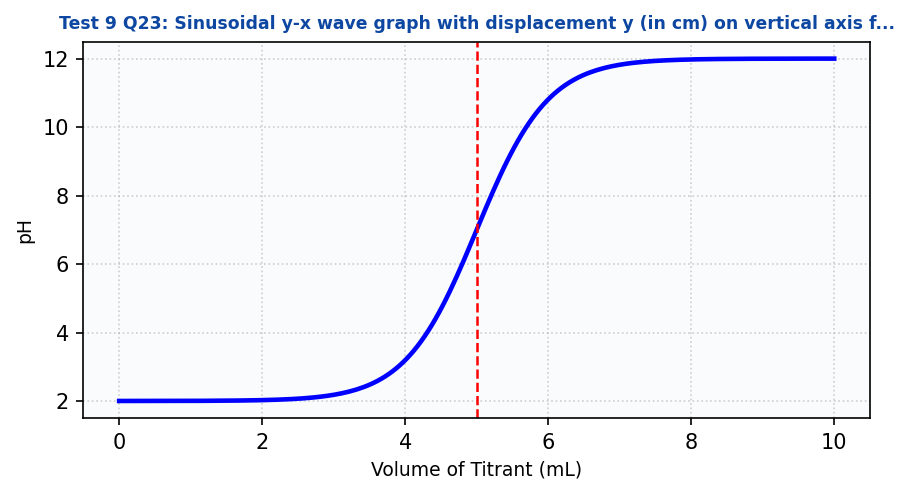 Test 9 Q23: Sinusoidal y-x wave graph with displacement y (in cm) on vertical axis f...
12
10
8
6
4
2
pH
0 2 4 6 8 10
Volume of Titrant (mL)